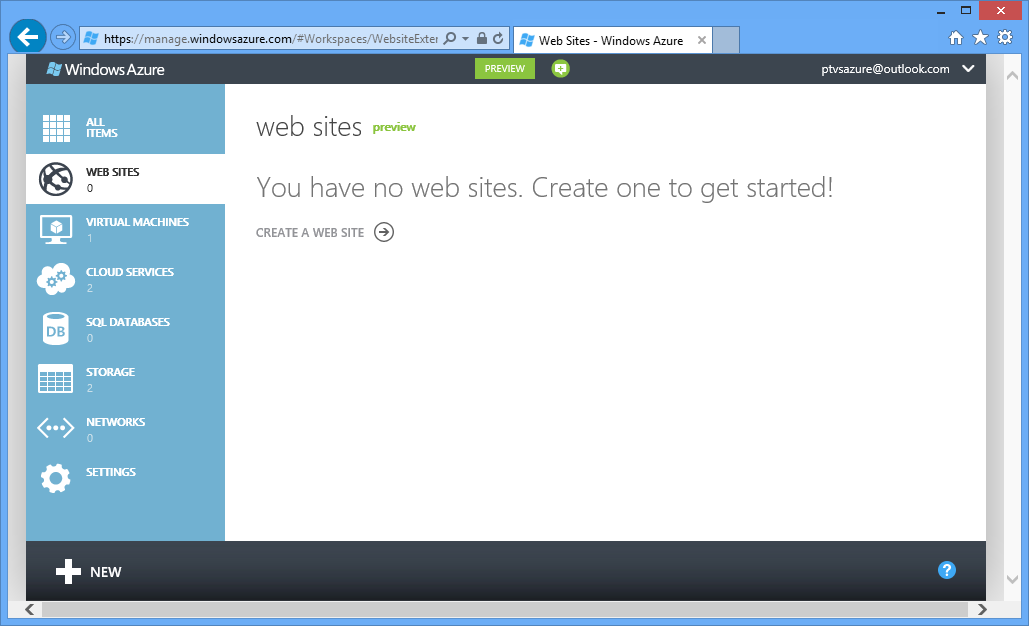 https://manage.windowsazure.com/#Workspaces/WebsiteExter
Web Sites - Windows Azure
Windows Azure
PREVIEW
ptvsazure@outlook.com
ALL
ITEMS
WEB SITES
0
VIRTUAL MACHINES
1
CLOUD SERVICES
2
SQL DATABASES
0
DB
STORAGE
2
NETWORKS
0
SETTINGS
web sites preview
You have no web sites. Create one to get started!
CREATE A WEB SITE
NEW
?